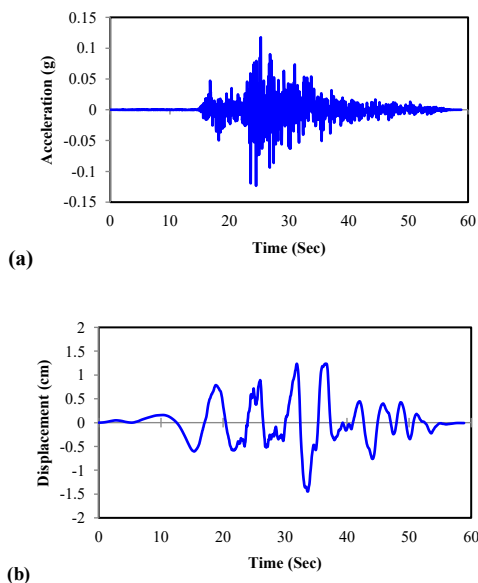 0.15
0.1
0.05
0
-0.05
-0.1
-0.15
Acceleration (g)
0 10 20 30 40 50 60
Time (Sec)
(a)
2
1.5
1
0.5
0
-0.5
-1
-1.5
-2
Displacement (cm)
0 10 20 30 40 50 60
Time (Sec)
(b)